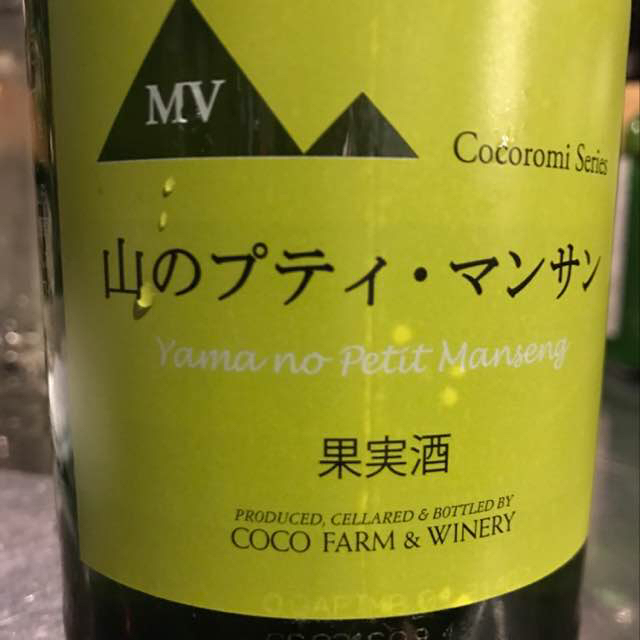 MV
Cocoromi Series
山のプティ・マンサン
Yama no Petit Manseng
果実酒
PRODUCED, CELLARED & BOTTLED BY
COCO FARM & WINERY